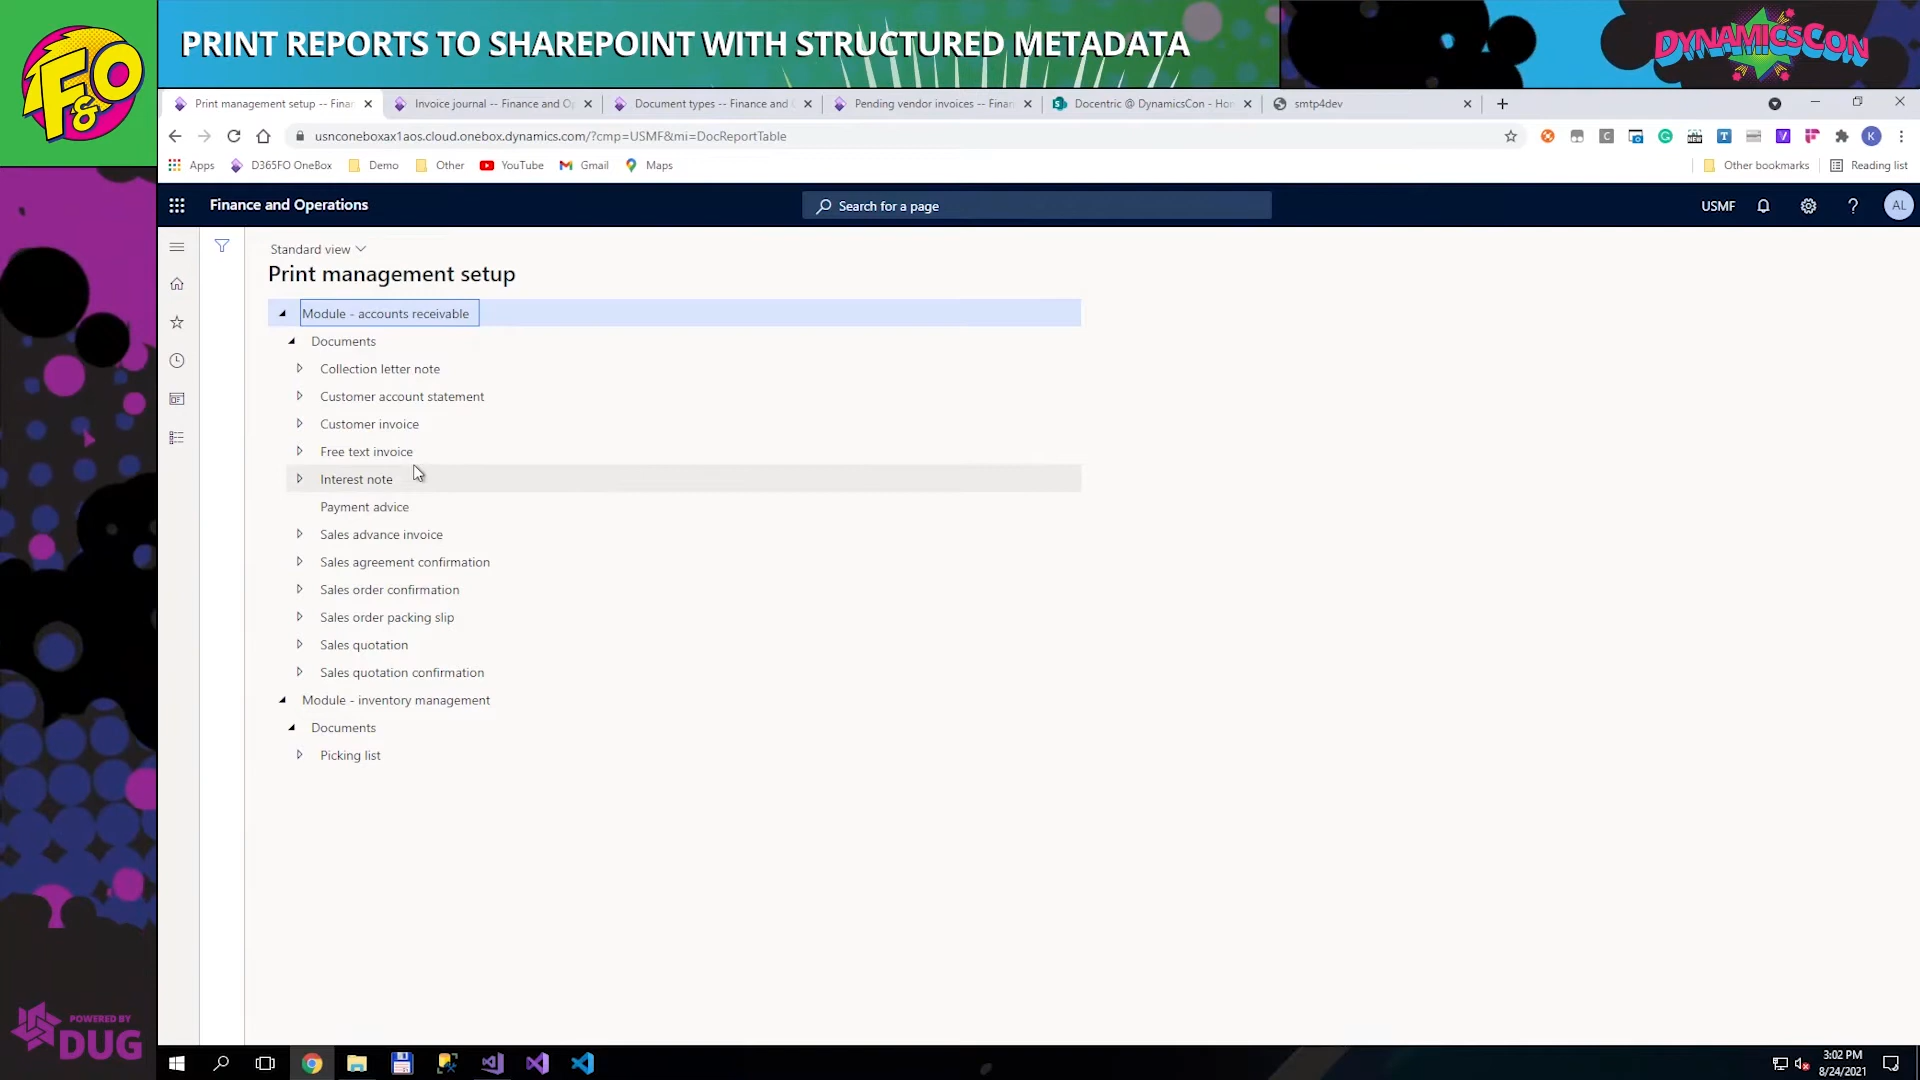 PRINT REPORTS TO SHAREPOINT WITH STRUCTURED METADATA
F&O
DYNAMICSCON
Print management setup -- Finan
Invoice journal -- Finance and Op
Document types -- Finance and
Pending vendor invoices -- Finan
Docentric @ DynamicsCon - Hom
smtp4dev
usnconeboxax1aos.cloud.onebox.dynamics.com/?cmp=USMF&mi=DocReportTable
K
Apps
D365FO OneBox
Demo
Other
YouTube
Gmail
Maps
Other bookmarks
Reading list
Finance and Operations
Search for a page
USMF
AL
Standard view
Print management setup
Module - accounts receivable
Documents
Collection letter note
Customer account statement
Customer invoice
Free text invoice
Interest note
Payment advice
Sales advance invoice
Sales agreement confirmation
Sales order confirmation
Sales order packing slip
Sales quotation
Sales quotation confirmation
Module - inventory management
Documents
Picking list
POWERED BY
DUG
3:02 PM
8/24/2021